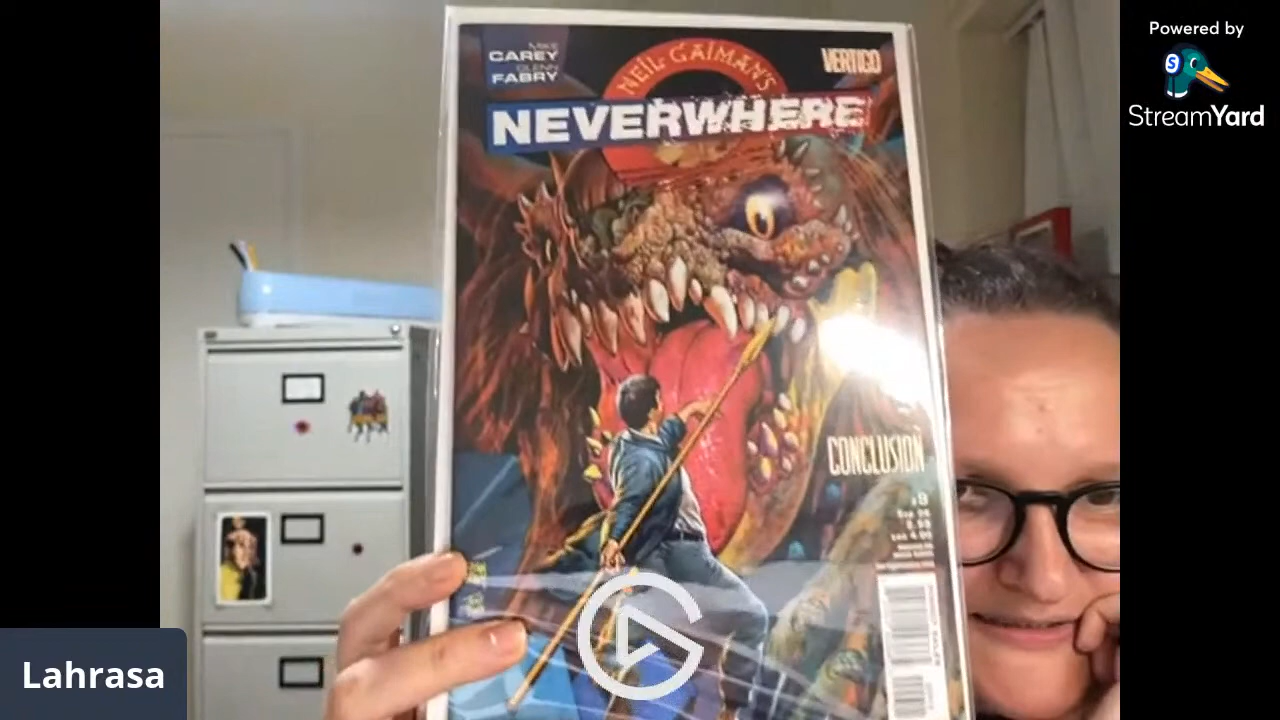 MIKE
CAREY
GLENN
FABRY
NEIL GAIMAN'S
VERTIGO
NEVERWHERE
CONCLUSION
Powered by
StreamYard
Lahrasa